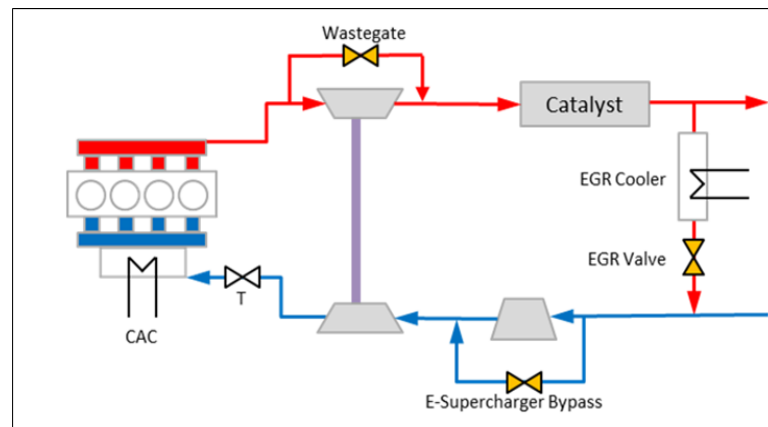 Wastegate
Catalyst
EGR Cooler
EGR Valve
T
CAC
E-Supercharger Bypass